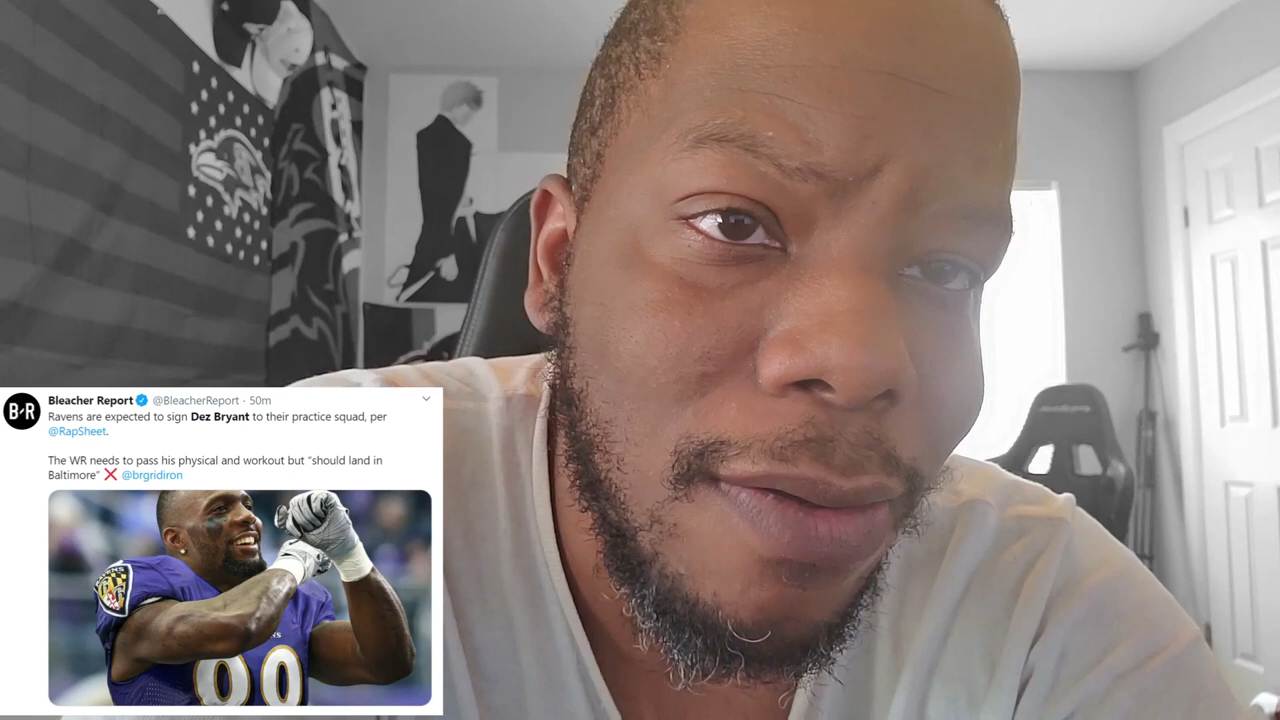 B/R
Bleacher Report @BleacherReport · 50m
Ravens are expected to sign Dez Bryant to their practice squad, per
@RapSheet.
The WR needs to pass his physical and workout but "should land in
Baltimore" ❌ @brgridiron
RAVENS